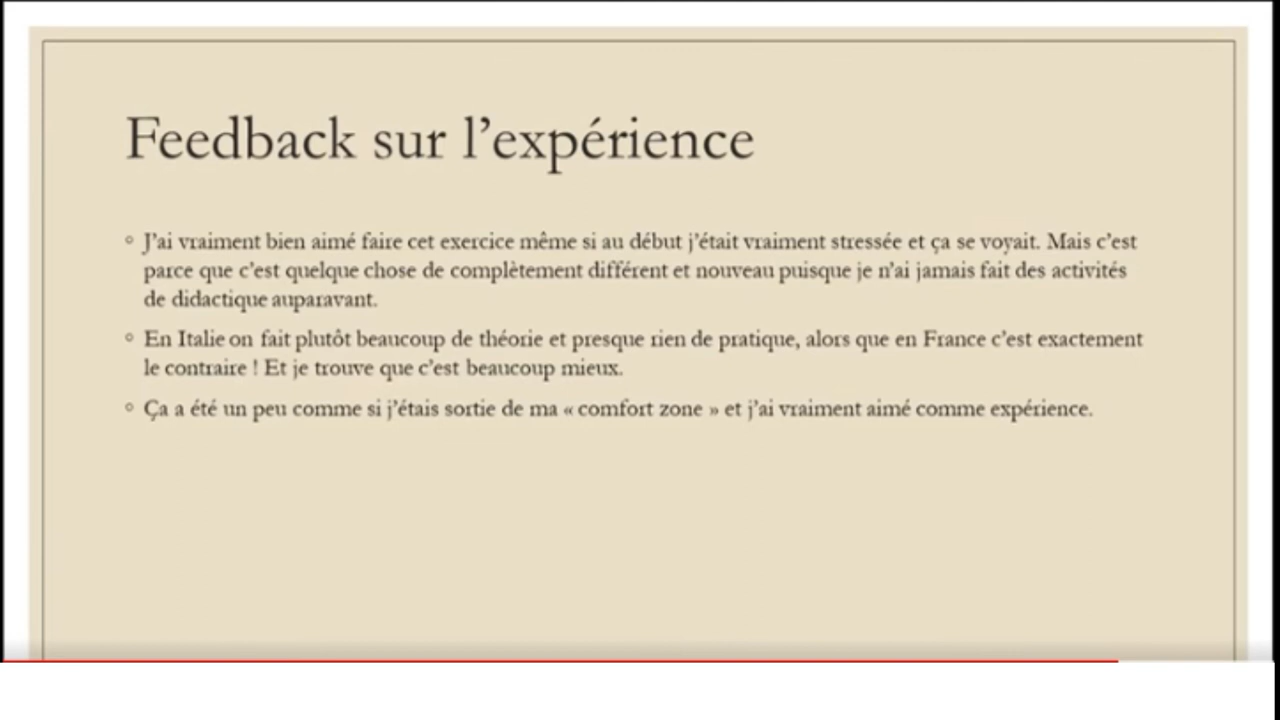 Feedback sur l’expérience
◦ J’ai vraiment bien aimé faire cet exercice même si au début j’était vraiment stressée et ça se voyait. Mais c’est
parce que c’est quelque chose de complètement différent et nouveau puisque je n’ai jamais fait des activités
de didactique auparavant.
◦ En Italie on fait plutôt beaucoup de théorie et presque rien de pratique, alors que en France c’est exactement
le contraire ! Et je trouve que c’est beaucoup mieux.
◦ Ça a été un peu comme si j’étais sortie de ma « comfort zone » et j’ai vraiment aimé comme expérience.